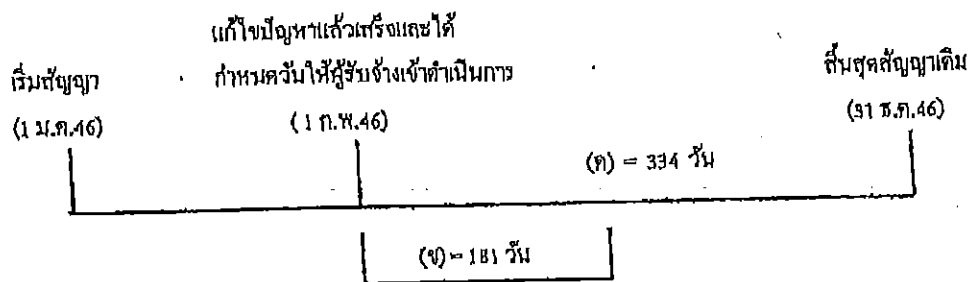 แก้ไขปัญหาแล้วเสร็จและได้
เริ่มสัญญา กำหนดวันให้ผู้รับจ้างเข้าดำเนินการ สิ้นสุดสัญญาเดิม
(1 ม.ค.46) (1 ก.พ.46) (31 ธ.ค.46)
(ค) = 334 วัน
(ข) = 181 วัน